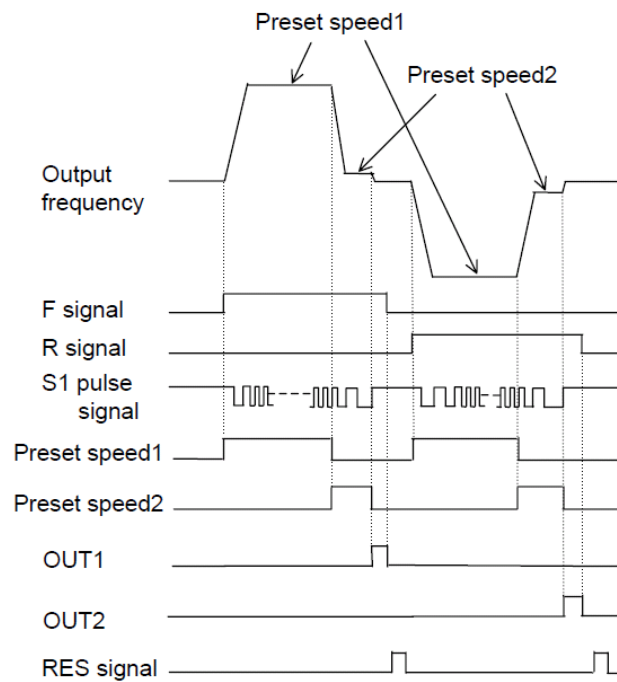 Preset speed1
Preset speed2
Output
frequency
F signal
R signal
S1 pulse
signal
Preset speed1
Preset speed2
OUT1
OUT2
RES signal